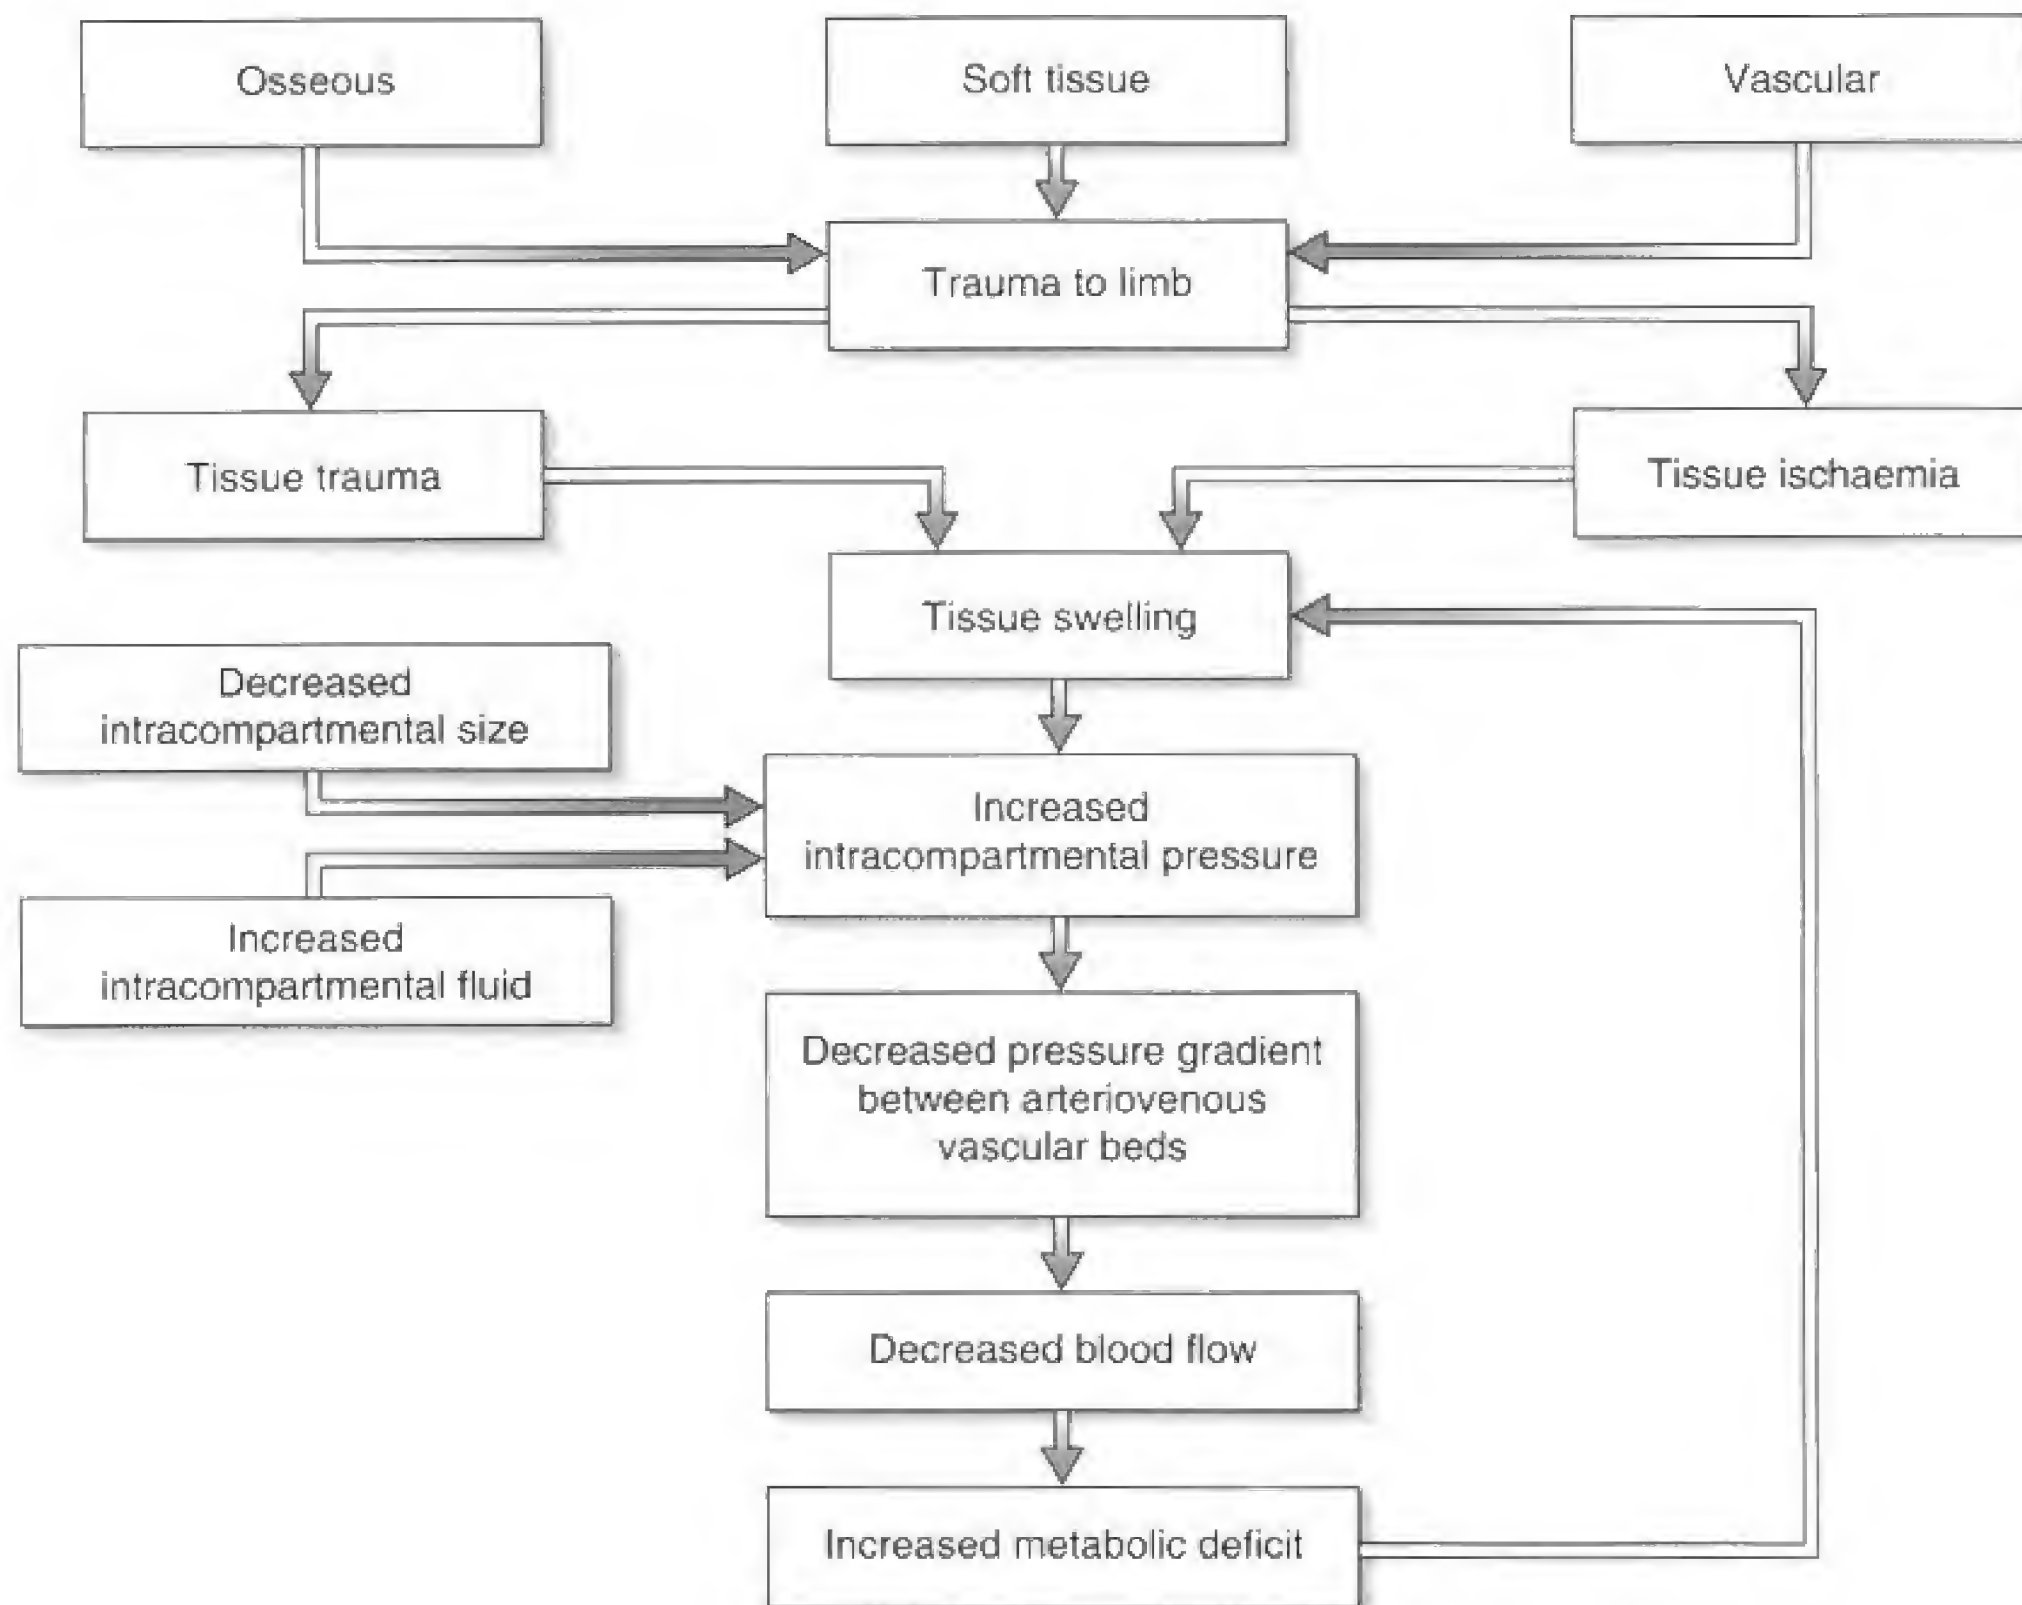 Osseous
Soft tissue
Vascular
Trauma to limb
Tissue trauma
Tissue ischaemia
Tissue swelling
Decreased
intracompartmental size
Increased
intracompartmental pressure
Increased
intracompartmental fluid
Decreased pressure gradient
between arteriovenous
vascular beds
Decreased blood flow
Increased metabolic deficit